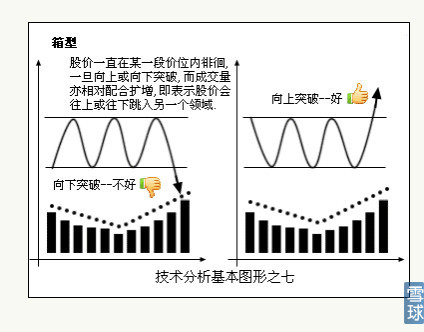 箱型
股价一直在某一段价位内徘徊,
一旦向上或向下突破, 而成交量
亦相对配合扩增, 即表示股价会
往上或往下跳入另一个领域.
向上突破--好
向下突破--不好
技术分析基本图形之七
雪球